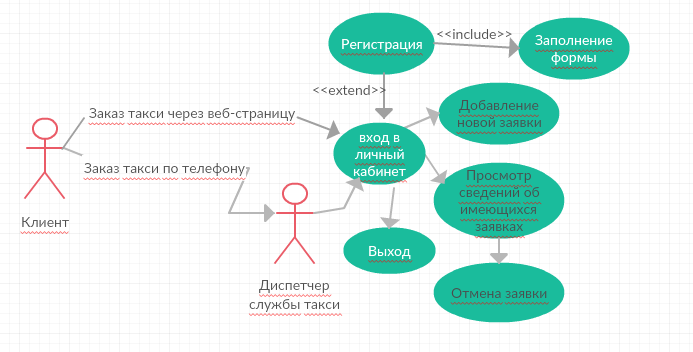 Регистрация
<<include>>
Заполнение
формы
<<extend>>
Заказ такси через веб-страницу
Добавление
новой заявки
вход в
личный
кабинет
Заказ такси по телефону
Просмотр
сведений об
имеющихся
заявках
Клиент
Выход
Диспетчер
службы такси
Отмена заявки